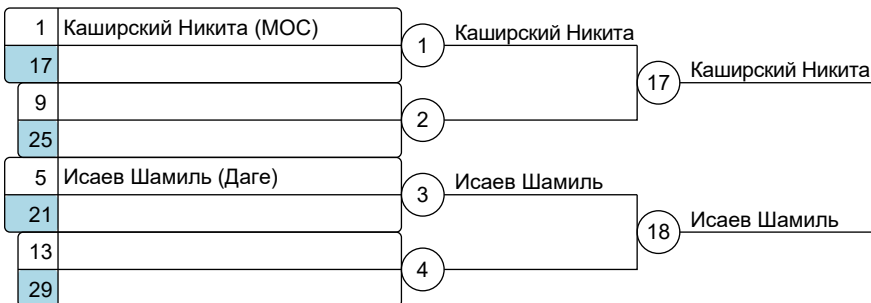 1 Каширский Никита (МОС)
17
9
25
5 Исаев Шамиль (Даге)
21
13
29
1 Каширский Никита
2
3 Исаев Шамиль
4
17 Каширский Никита
18 Исаев Шамиль